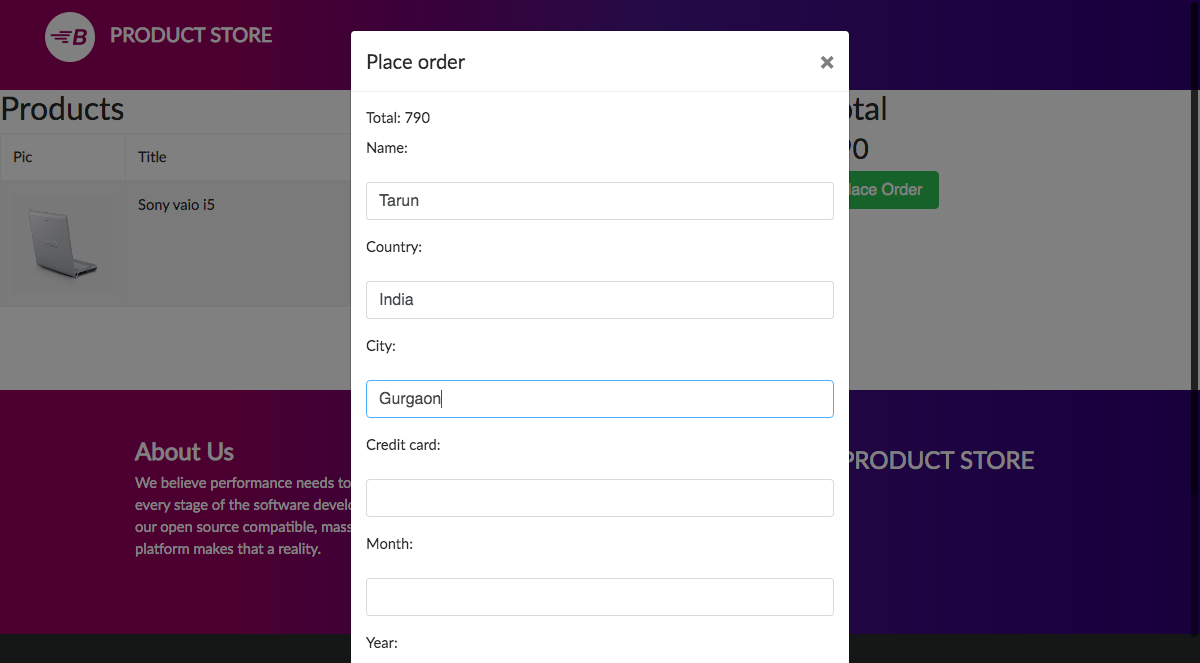 B
PRODUCT STORE
Place order
×
Total: 790
Name:
Tarun
Country:
India
City:
Gurgaon
Credit card:
Month:
Year:
Products
Pic
Title
Sony vaio i5
otal
90
lace Order
About Us
We believe performance needs to
every stage of the software develo
our open source compatible, mass
platform makes that a reality.
PRODUCT STORE